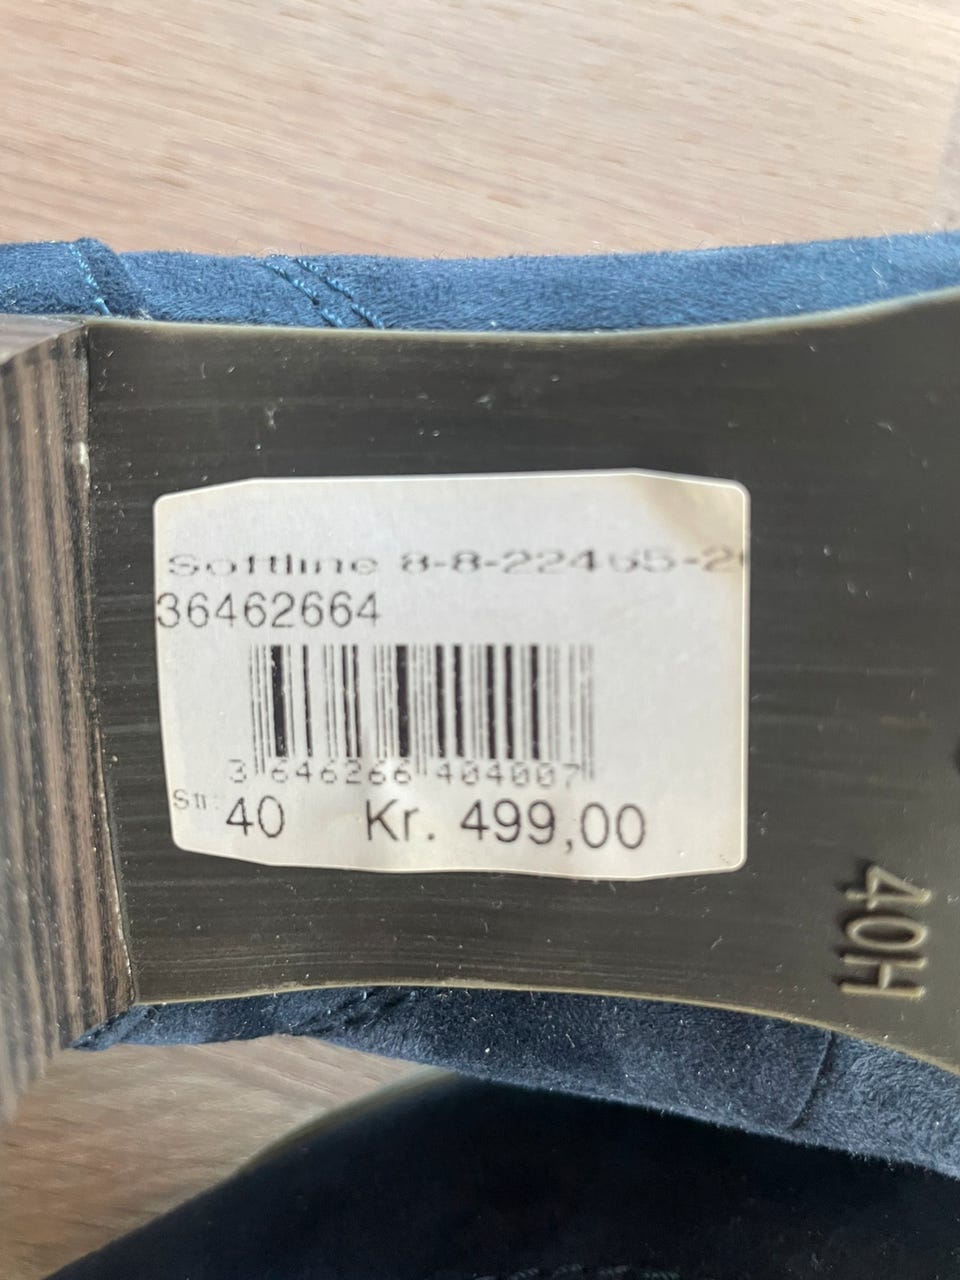 Softline 8-8-22465-2
36462664
3 646266 404007
Str: 40 Kr. 499,00
40H